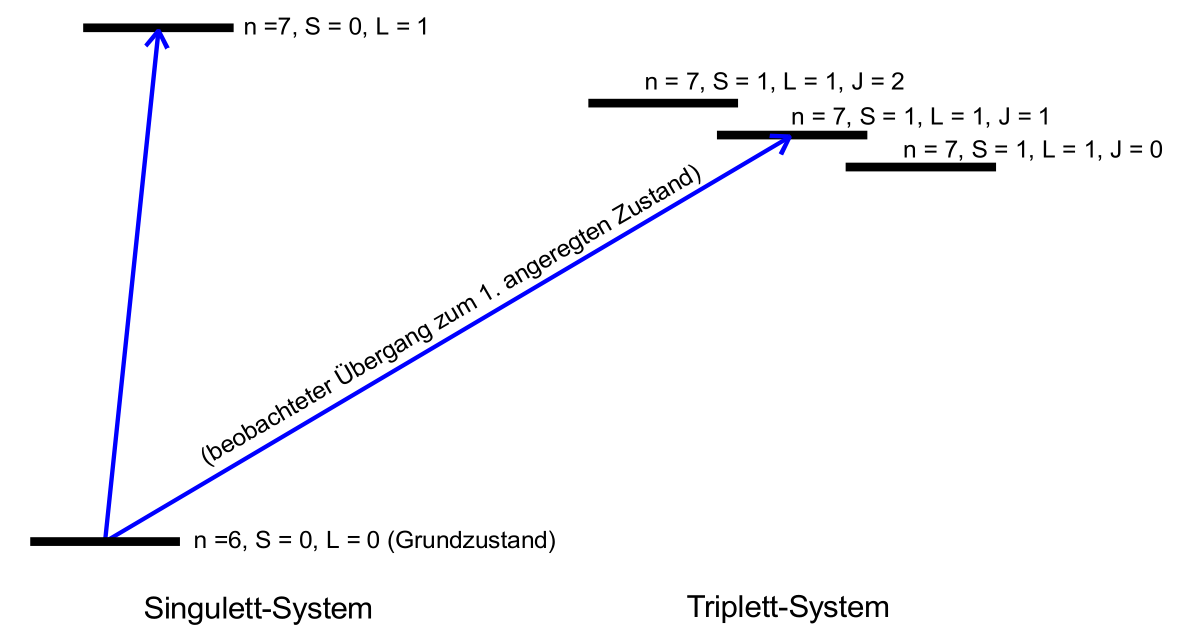 n =7, S = 0, L = 1
n = 7, S = 1, L = 1, J = 2
n = 7, S = 1, L = 1, J = 1
n = 7, S = 1, L = 1, J = 0
(beobachteter Übergang zum 1. angeregten Zustand)
n =6, S = 0, L = 0 (Grundzustand)
Singulett-System
Triplett-System